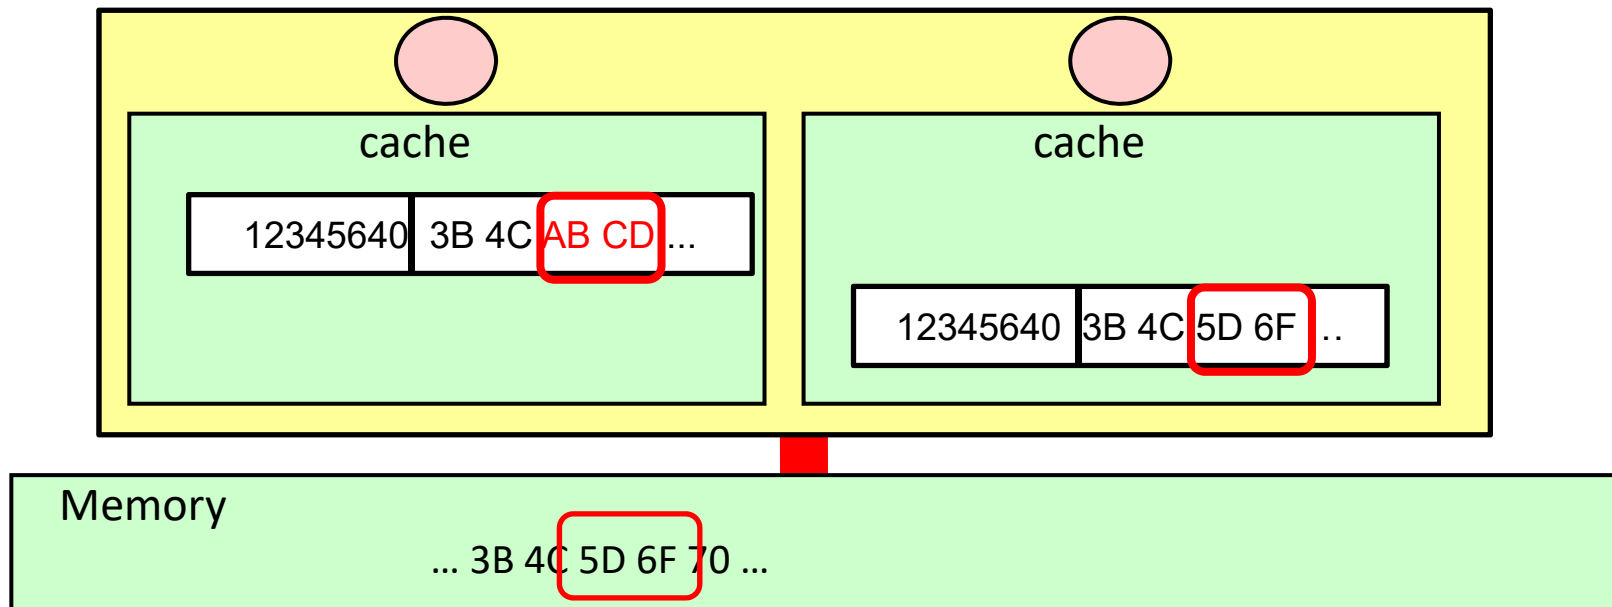 cache
12345640 3B 4C AB CD ...
cache
12345640 3B 4C 5D 6F ..
Memory
... 3B 4C 5D 6F 70 ...